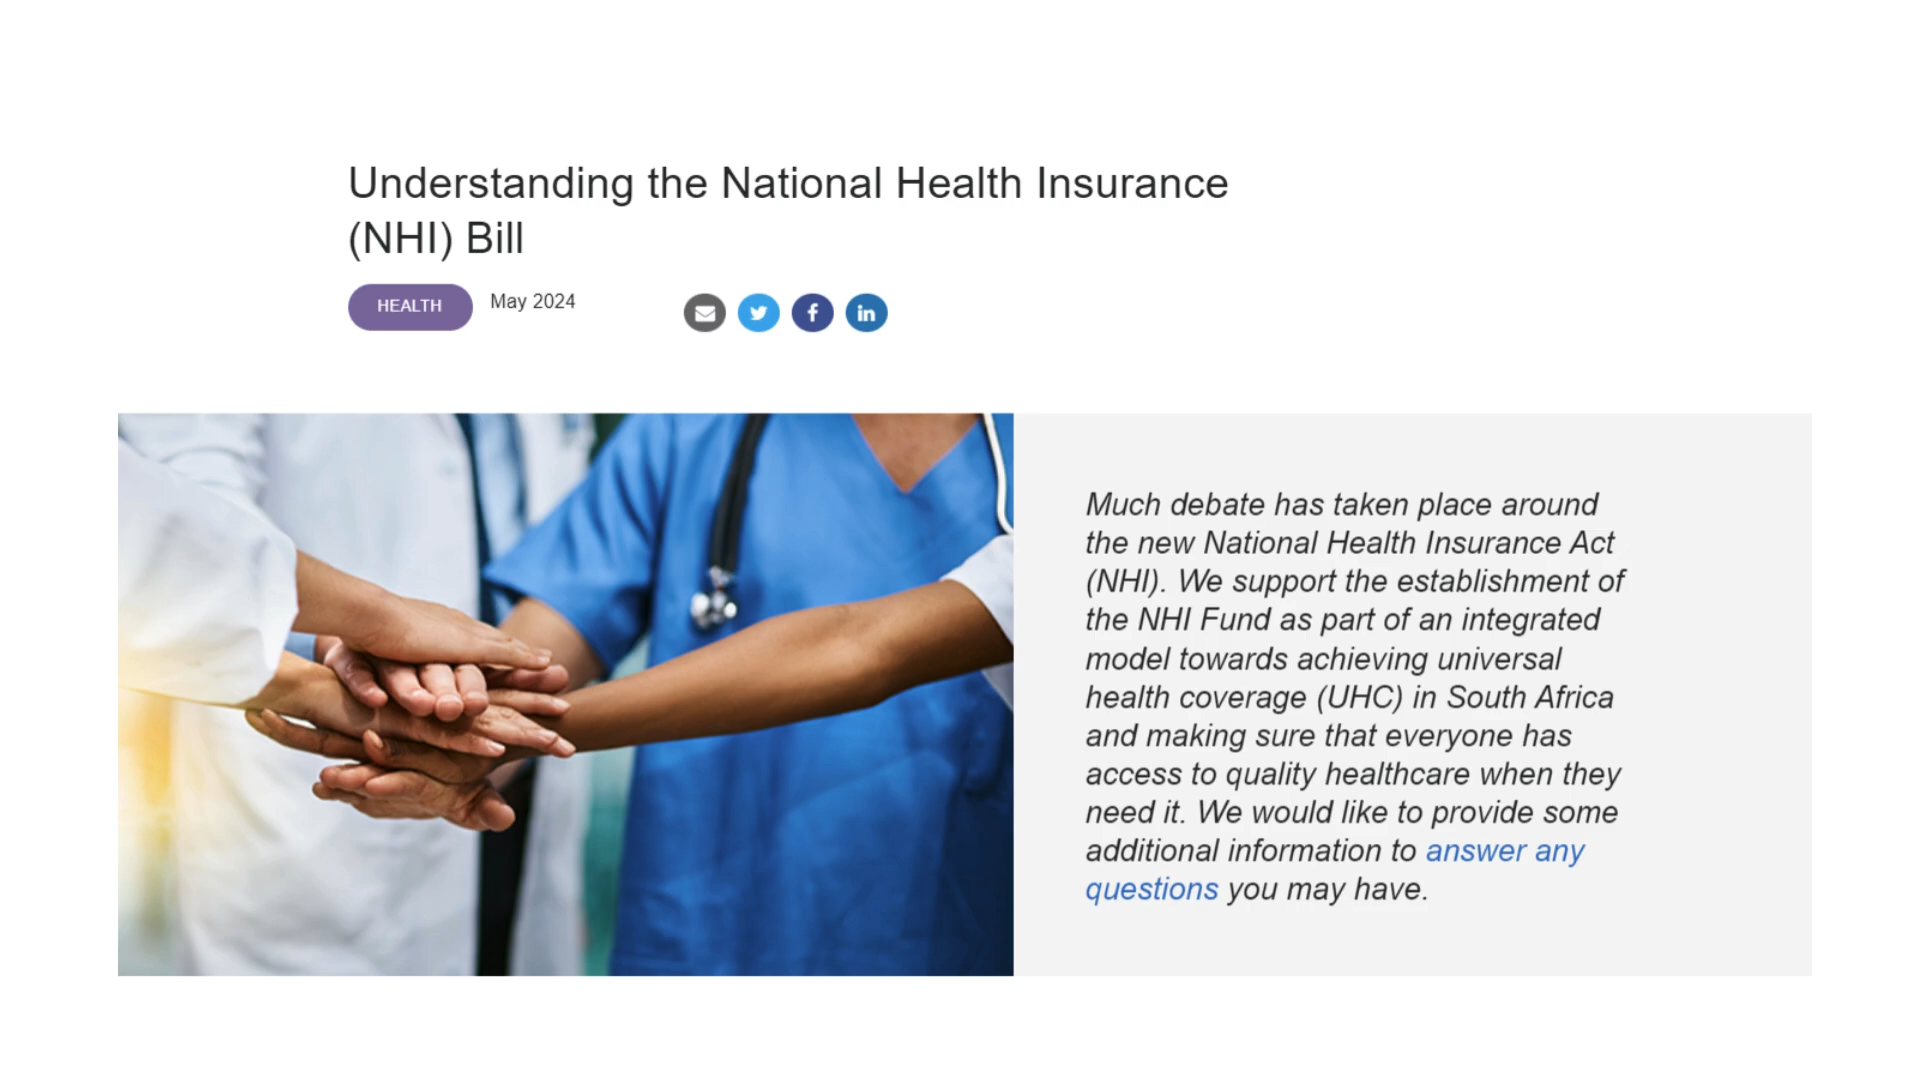 Understanding the National Health Insurance
(NHI) Bill
HEALTH
May 2024
Much debate has taken place around
the new National Health Insurance Act
(NHI). We support the establishment of
the NHI Fund as part of an integrated
model towards achieving universal
health coverage (UHC) in South Africa
and making sure that everyone has
access to quality healthcare when they
need it. We would like to provide some
additional information to answer any
questions you may have.